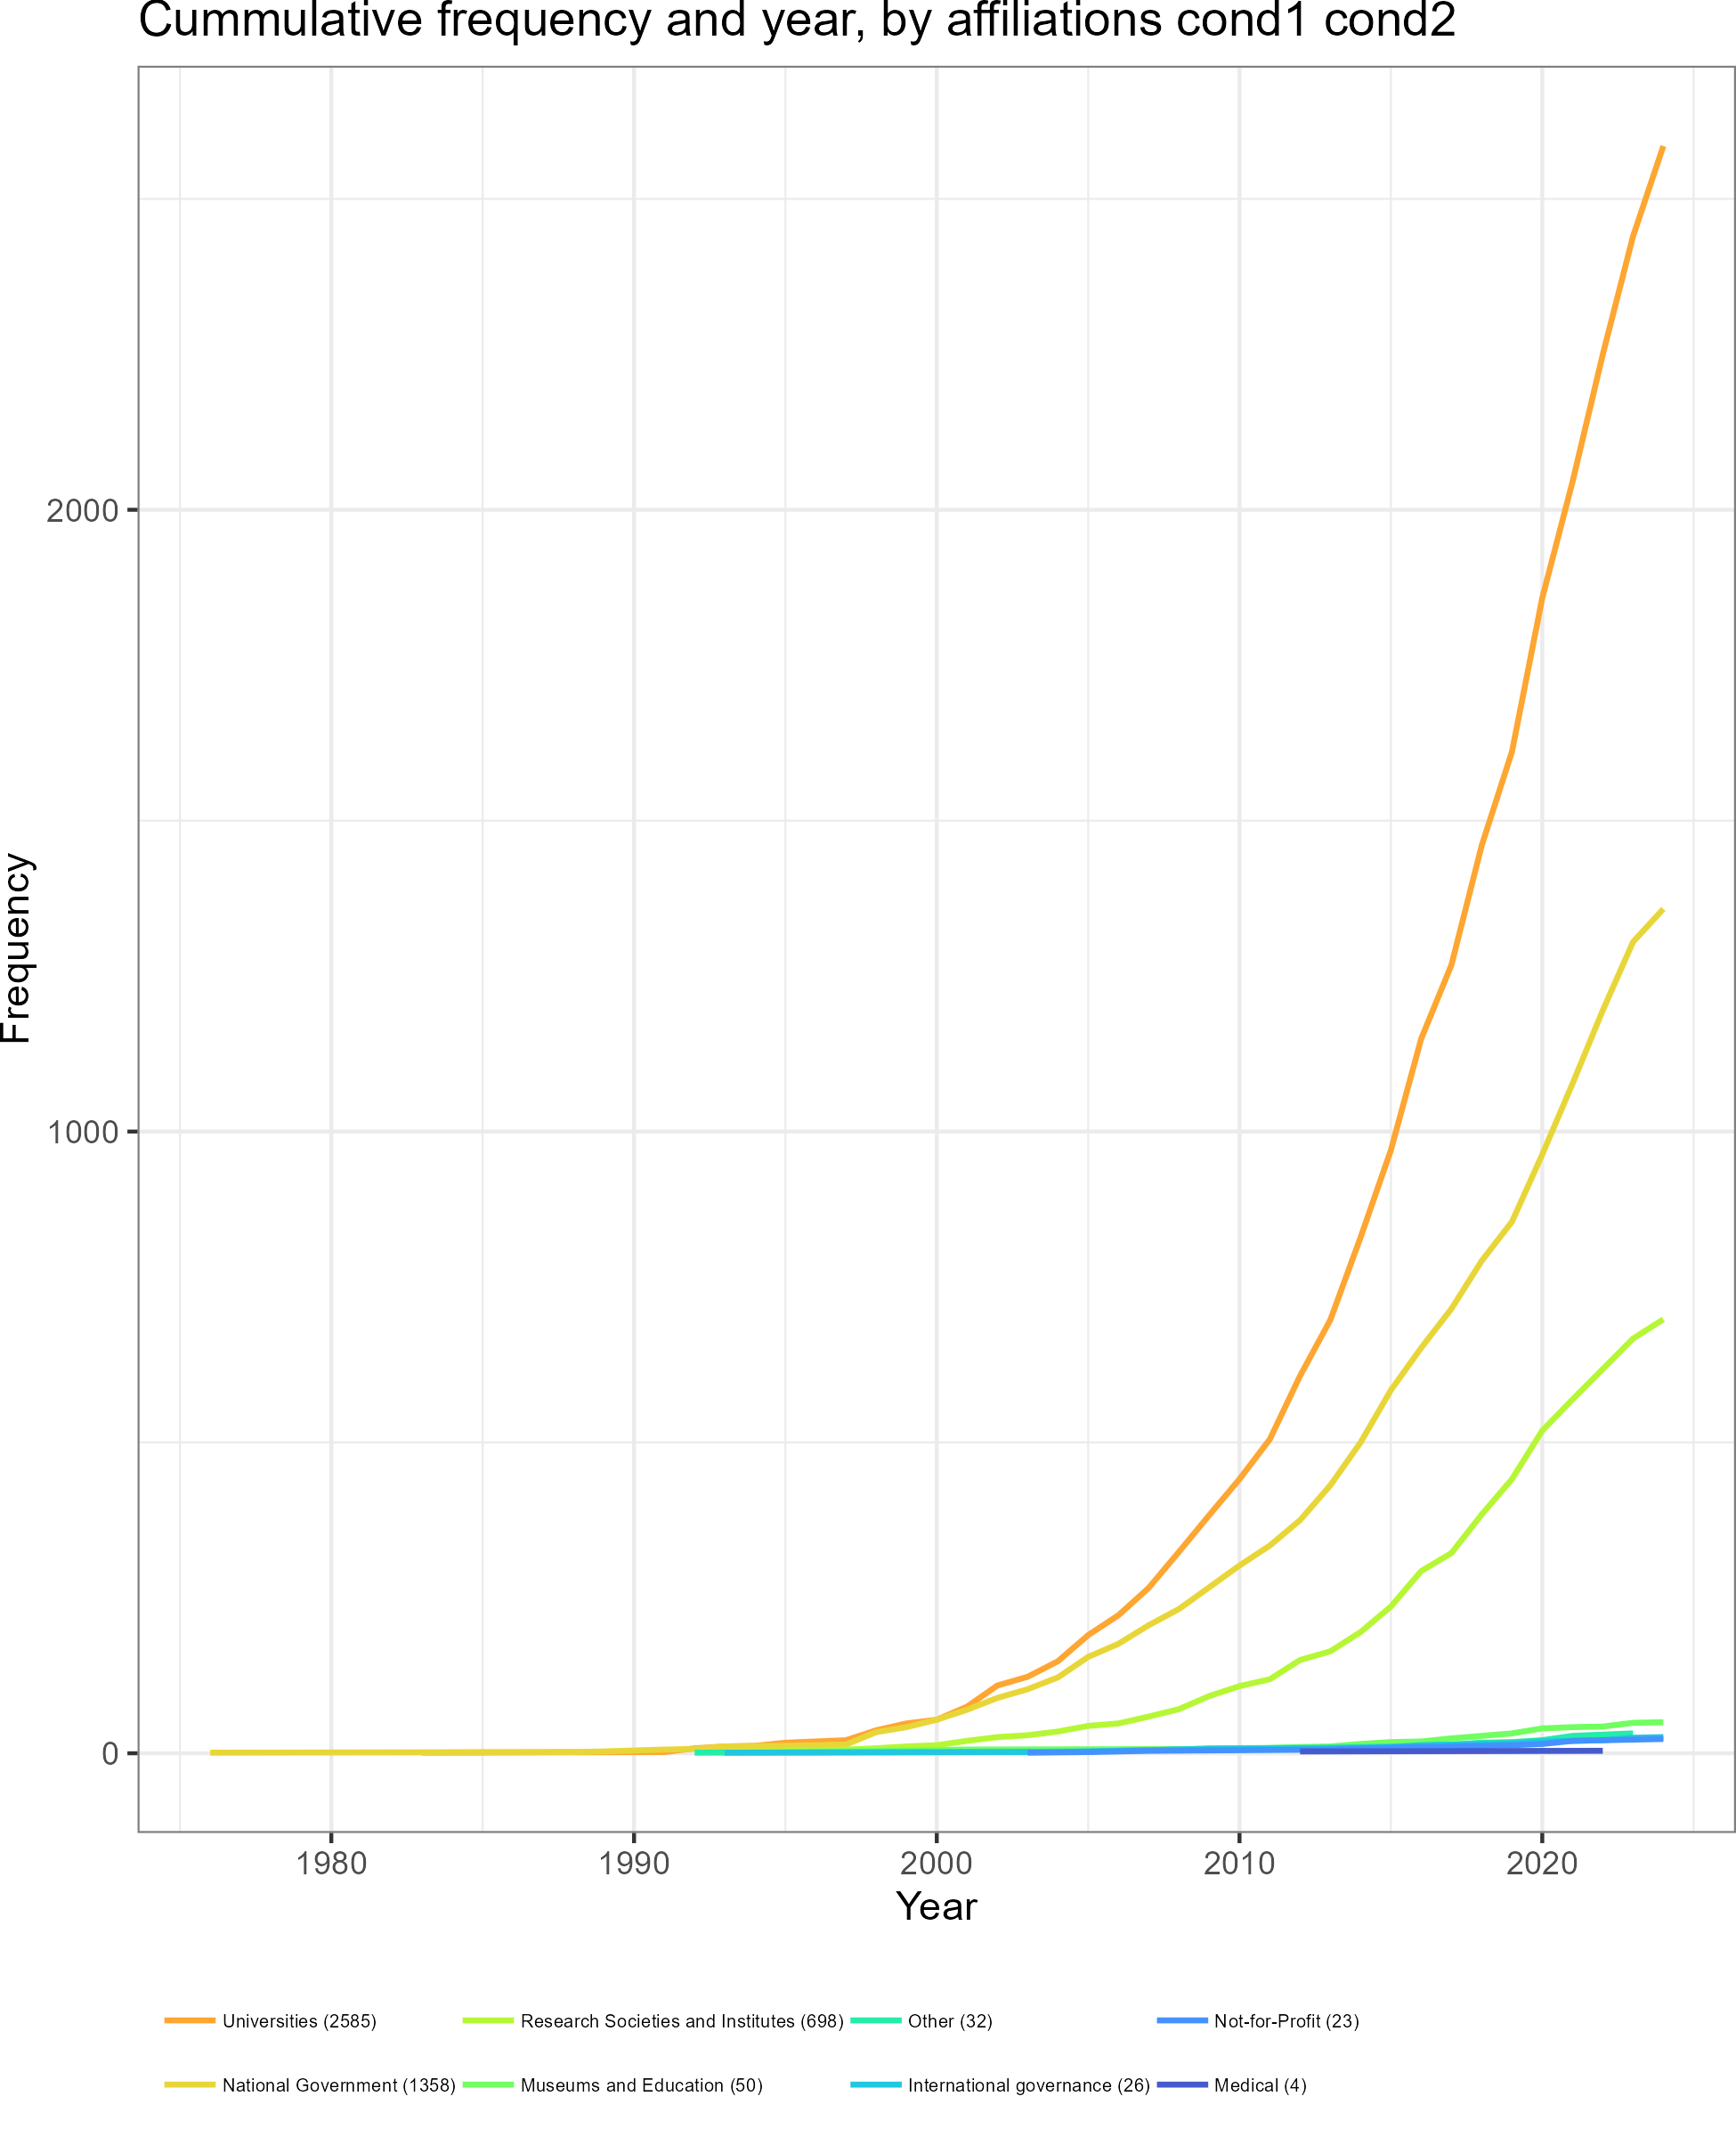 Cummulative frequency and year, by affiliations cond1 cond2
Frequency
2000
1000
0
1980 1990 2000 2010 2020
Year
Universities (2585) Research Societies and Institutes (698) Other (32) Not-for-Profit (23)
National Government (1358) Museums and Education (50) International governance (26) Medical (4)